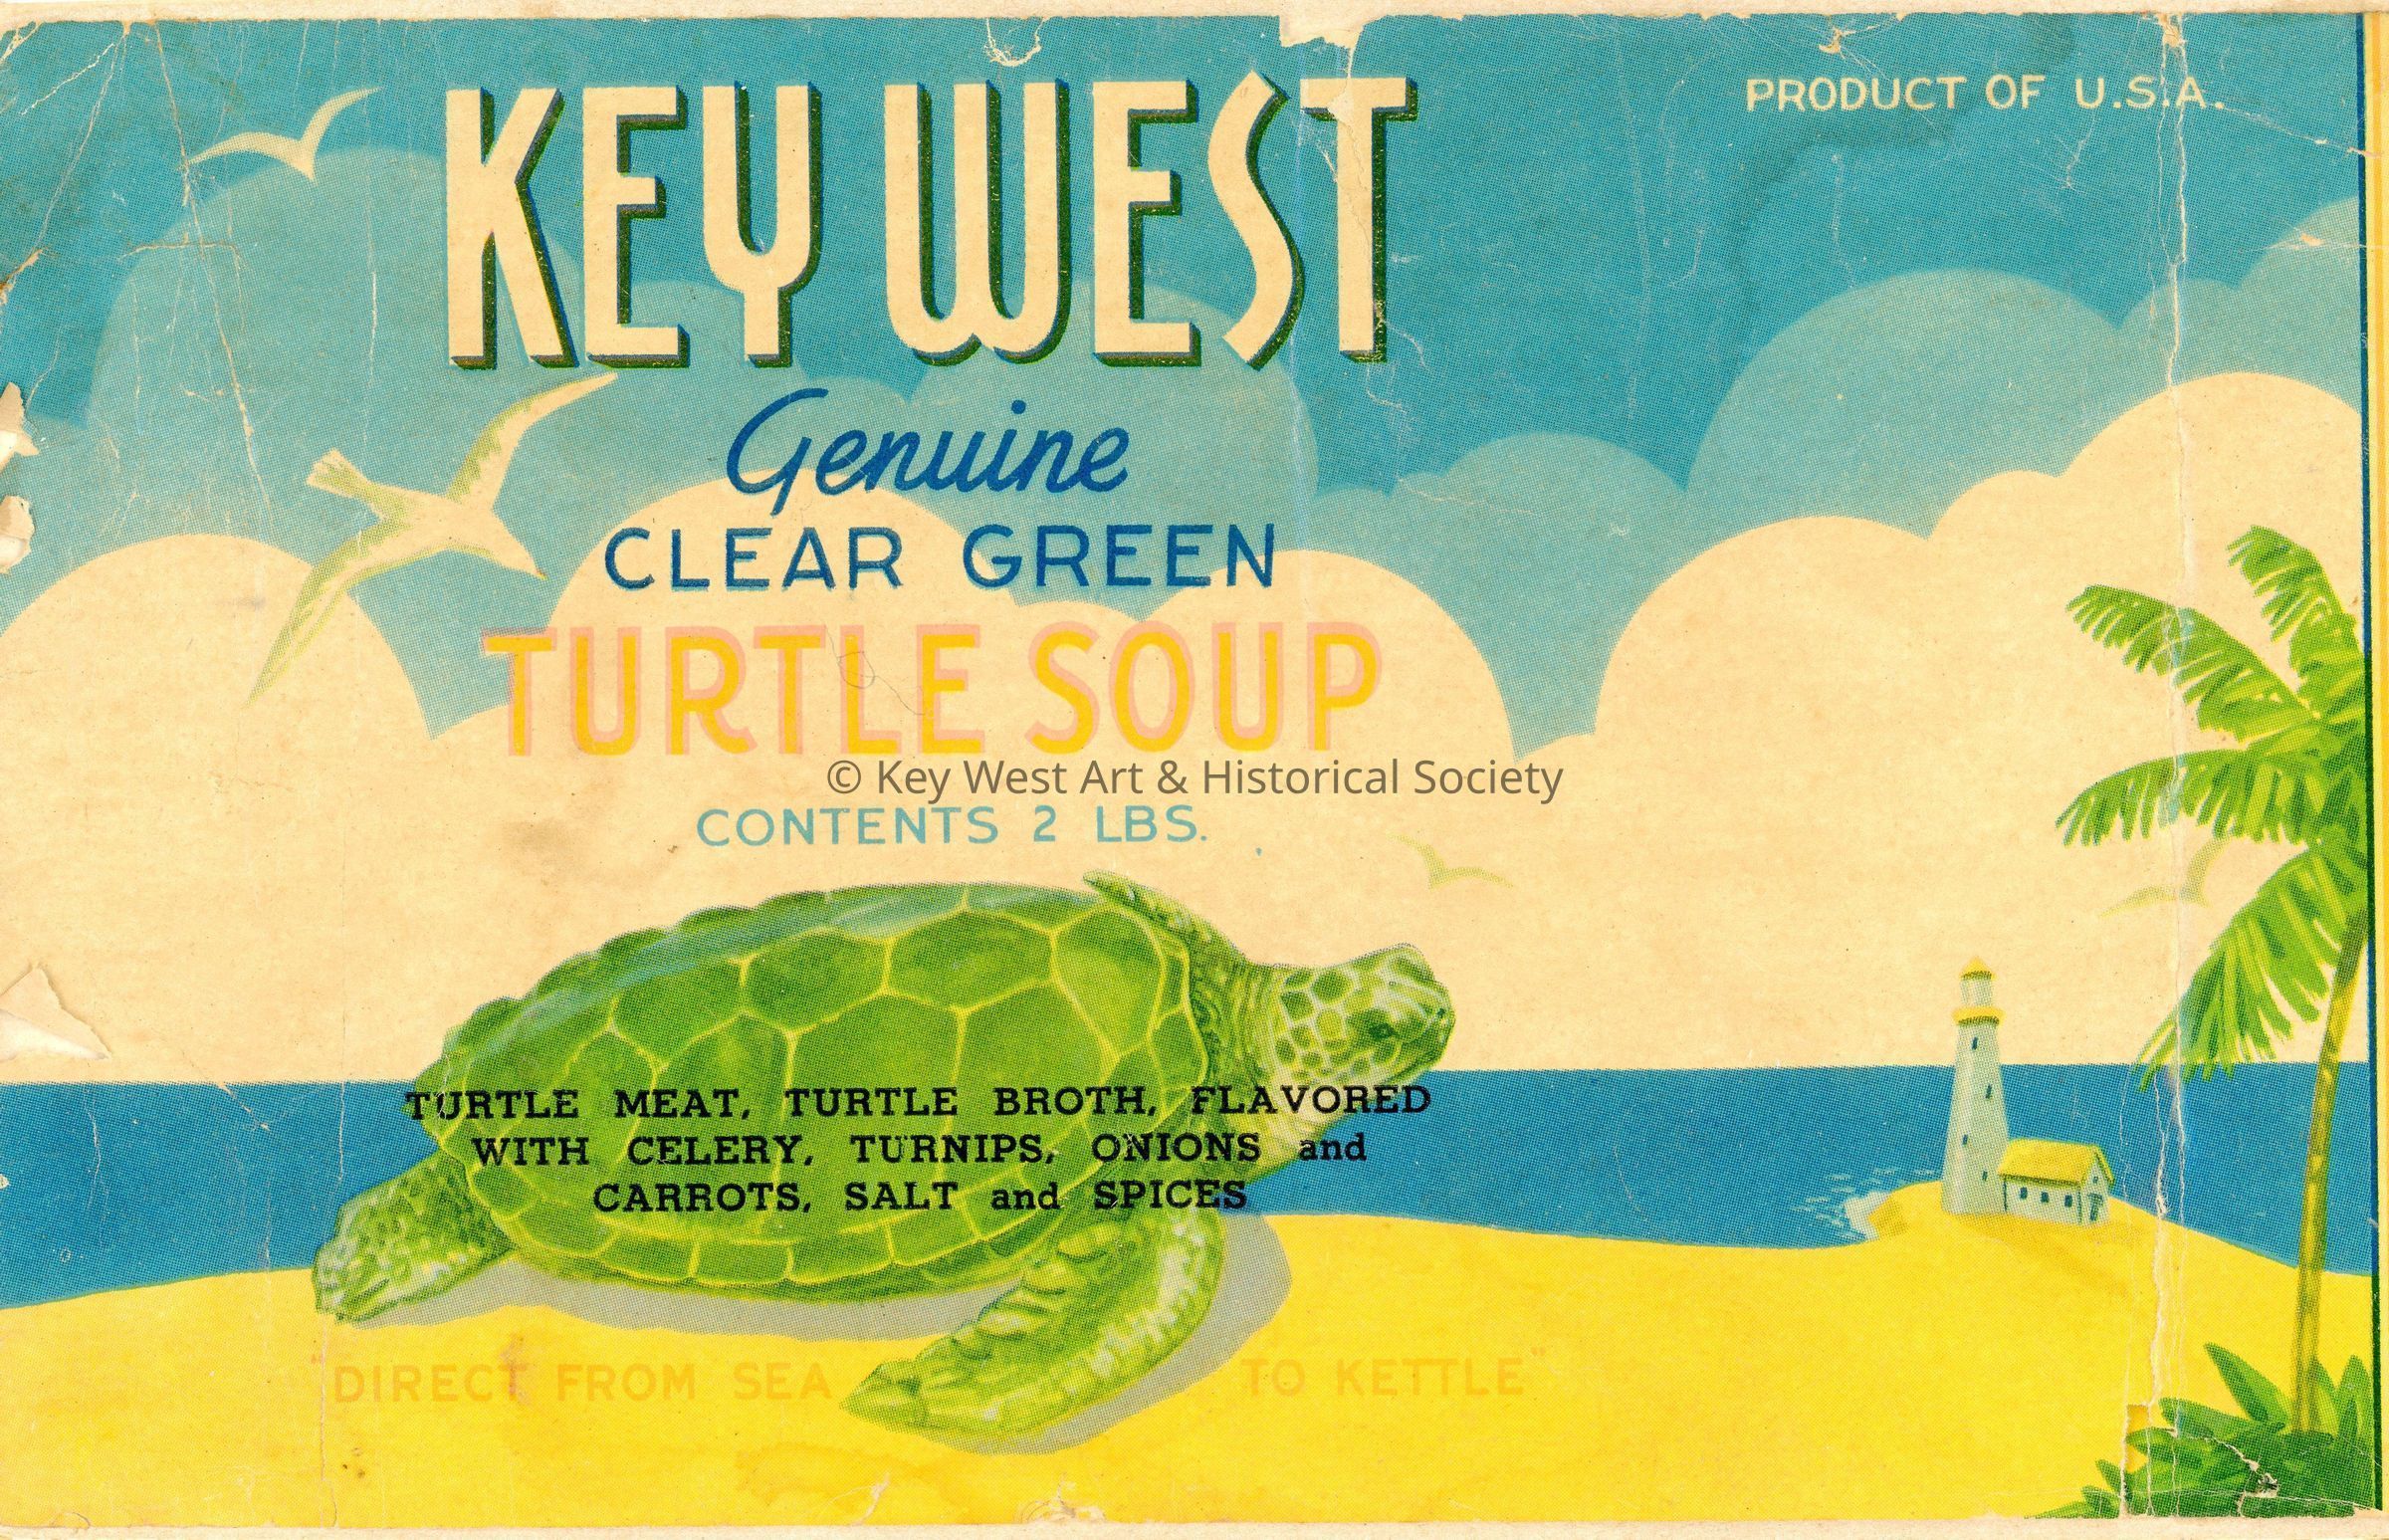 KEY WEST
PRODUCT OF U.S.A.
Genuine
CLEAR GREEN
TURTLE SOUP
© Key West Art & Historical Society
CONTENTS 2 LBS.
TURTLE MEAT, TURTLE BROTH, FLAVORED
WITH CELERY, TURNIPS, ONIONS and
CARROTS, SALT and SPICES
"DIRECT FROM SEA TO KETTLE"